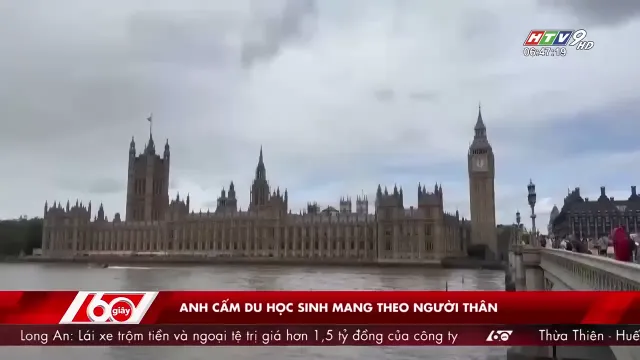 HTV9 HD
06:47:19
60 giây
ANH CẤM DU HỌC SINH MANG THEO NGƯỜI THÂN
Long An: Lái xe trộm tiền và ngoại tệ trị giá hơn 1,5 tỷ đồng của công ty 60 giây Thừa Thiên - Huế